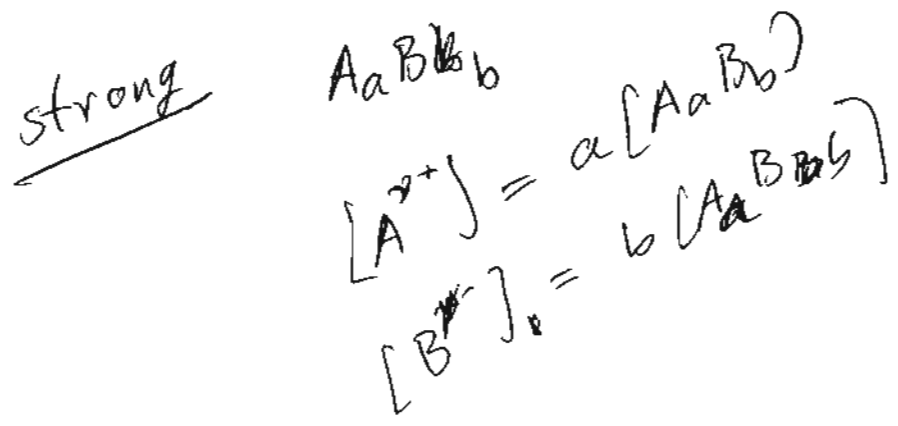 strong
AaBb
[A^ν+] = a[AaBb]
[B^-] = b[AaBb]